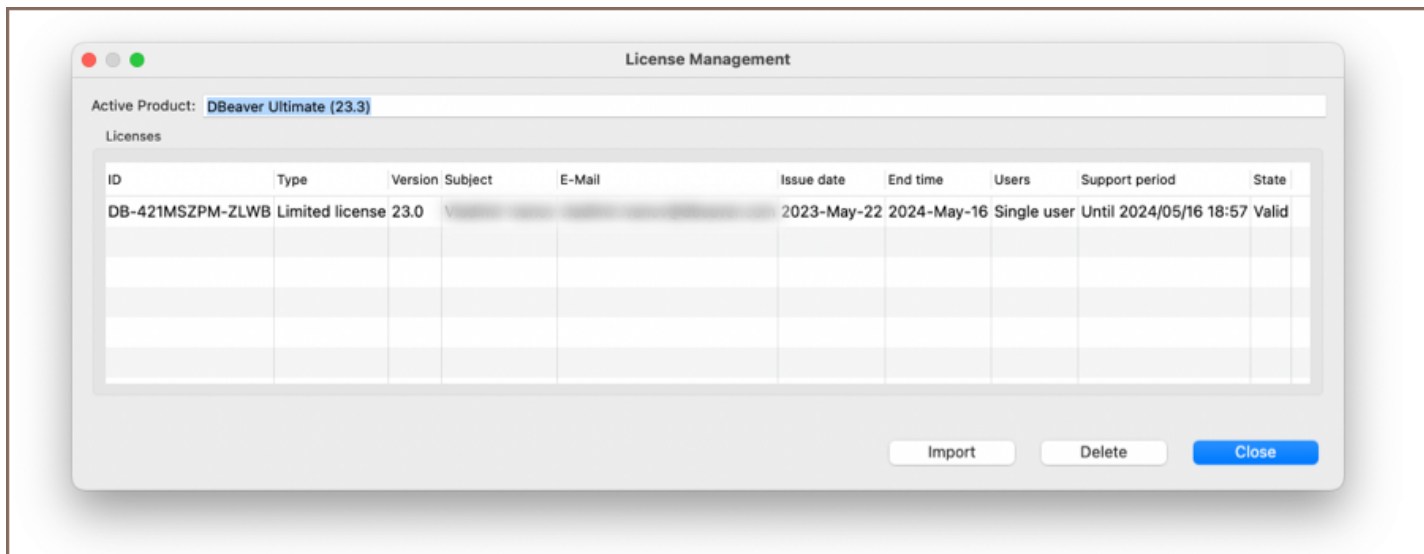 License Management
Active Product: DBeaver Ultimate (23.3)
Licenses
ID Type Version Subject E-Mail Issue date End time Users Support period State
DB-421MSZPM-ZLWB Limited license 23.0 2023-May-22 2024-May-16 Single user Until 2024/05/16 18:57 Valid
Import Delete Close